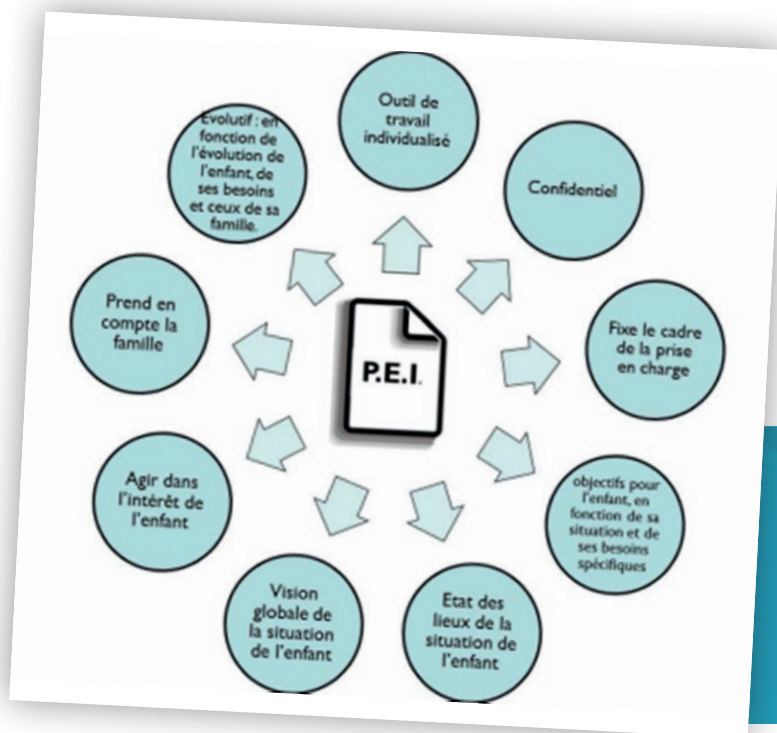 Outil de
travail
individualisé
Confidentiel
Fixe le cadre
de la prise
en charge
objectifs pour
l'enfant, en
fonction de sa
situation et de
ses besoins
spécifiques
Etat des
lieux de la
situation de
l'enfant
Vision
globale de
la situation
de l'enfant
Agir dans
l'intérêt de
l'enfant
Prend en
compte la
famille
Evolutif : en
fonction de
l'évolution de
l'enfant, de
ses besoins
et ceux de sa
famille.
P.E.I.